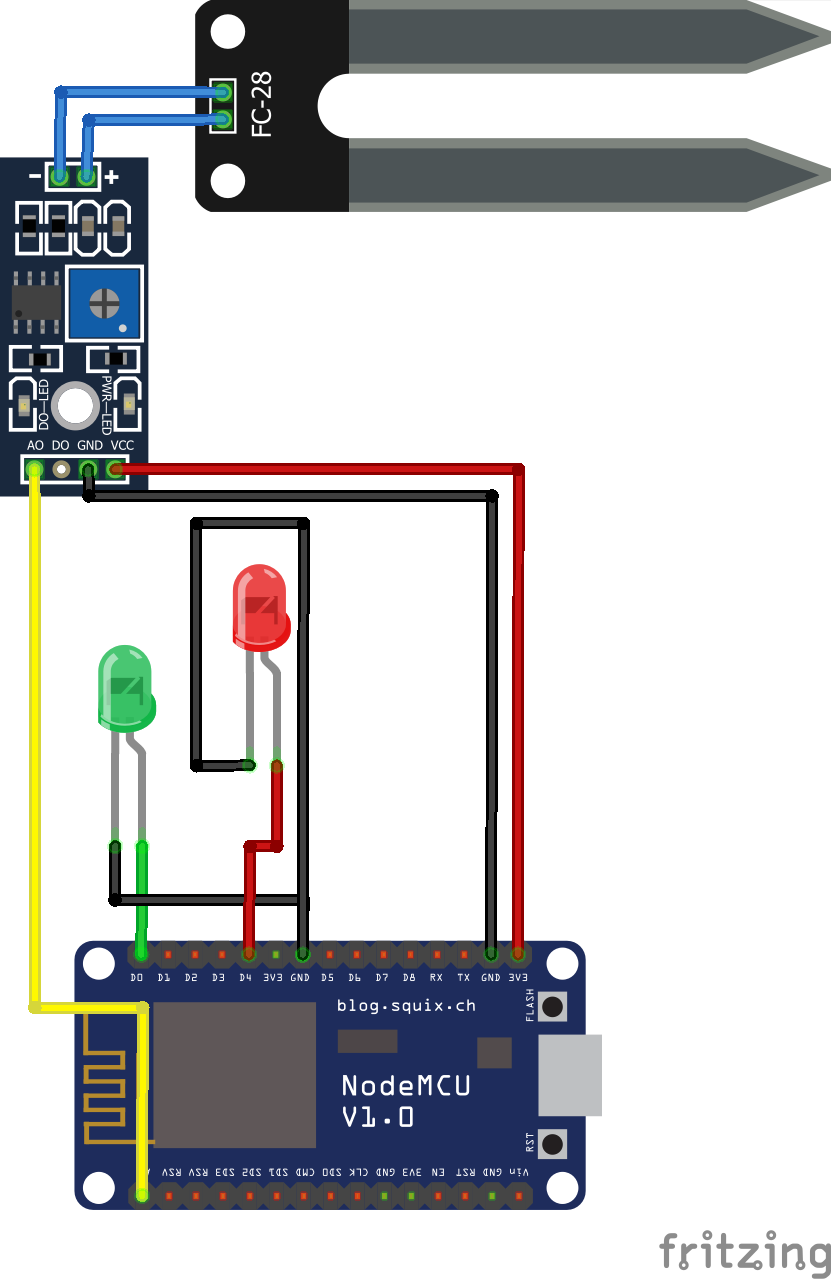 FC-28
- +
DO-LED
PWR-LED
AO DO GND VCC
D0 D1 D2 D3 D4 3V3 GND D5 D6 D7 D8 RX TX GND 3V3
blog.squix.ch
FLASH
NodeMCU
V1.0
RST
RSV RSV SD3 SD2 SD1 CMD SDO CLK GND 3V3 EN RST GND Vin
fritzing